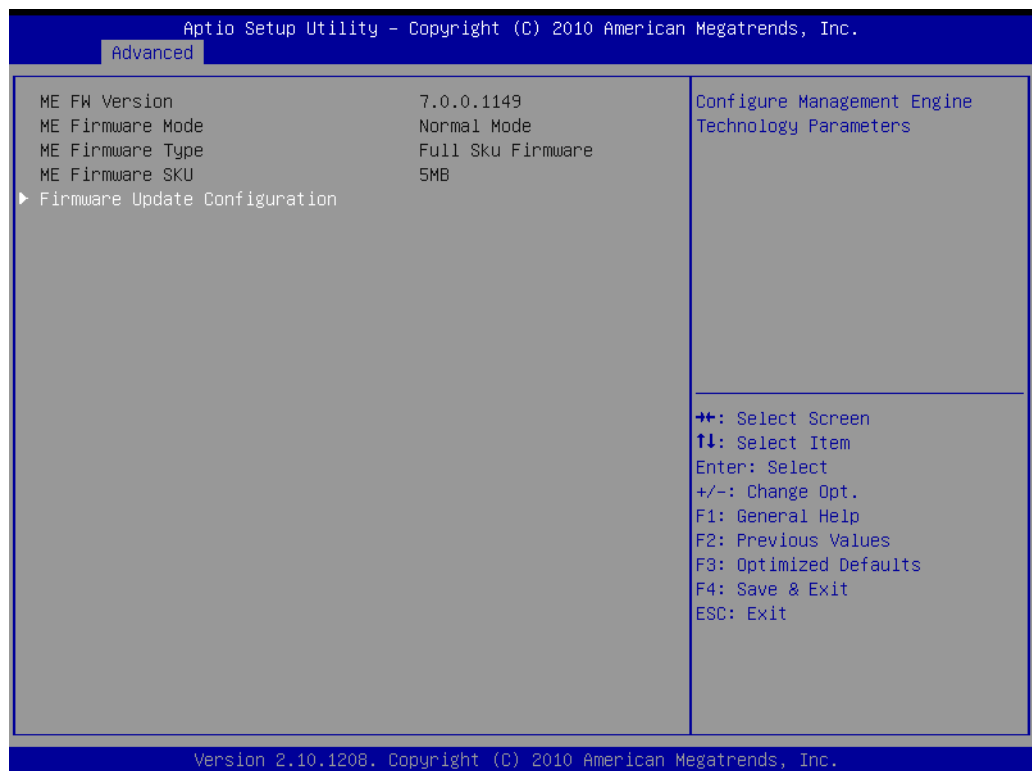 Aptio Setup Utility – Copyright (C) 2010 American Megatrends, Inc.
Advanced
ME FW Version 7.0.0.1149
ME Firmware Mode Normal Mode
ME Firmware Type Full Sku Firmware
ME Firmware SKU 5MB
▶ Firmware Update Configuration
Configure Management Engine
Technology Parameters
→←: Select Screen
↑↓: Select Item
Enter: Select
+/-: Change Opt.
F1: General Help
F2: Previous Values
F3: Optimized Defaults
F4: Save & Exit
ESC: Exit
Version 2.10.1208. Copyright (C) 2010 American Megatrends, Inc.